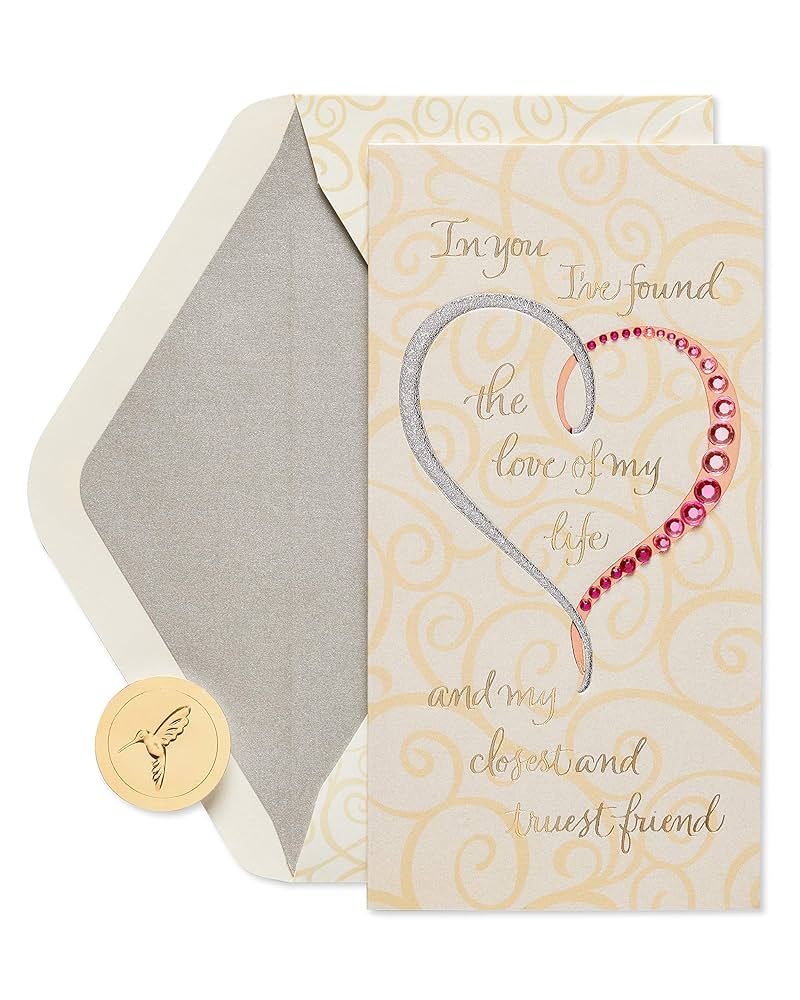 In you
I've found
the
love of my
life
and my
closest and
truest friend